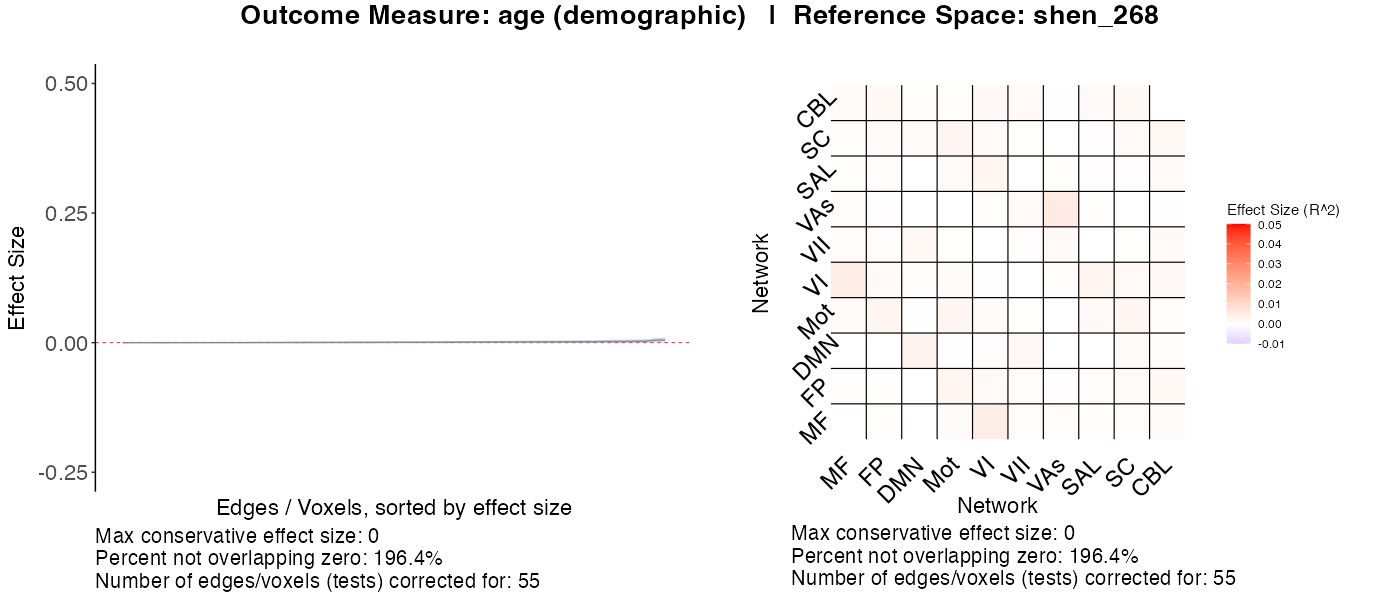 Outcome Measure: age (demographic) | Reference Space: shen_268
0.50
0.25
0.00
-0.25
Effect Size
Edges / Voxels, sorted by effect size
Max conservative effect size: 0
Percent not overlapping zero: 196.4%
Number of edges/voxels (tests) corrected for: 55
Network
CBL
SC
SAL
VAs
VII
VI
Mot
DMN
FP
MF
MF
FP
DMN
Mot
VI
VII
VAs
SAL
SC
CBL
Network
Max conservative effect size: 0
Percent not overlapping zero: 196.4%
Number of edges/voxels (tests) corrected for: 55
Effect Size (R^2)
0.05
0.04
0.03
0.02
0.01
0.00
-0.01